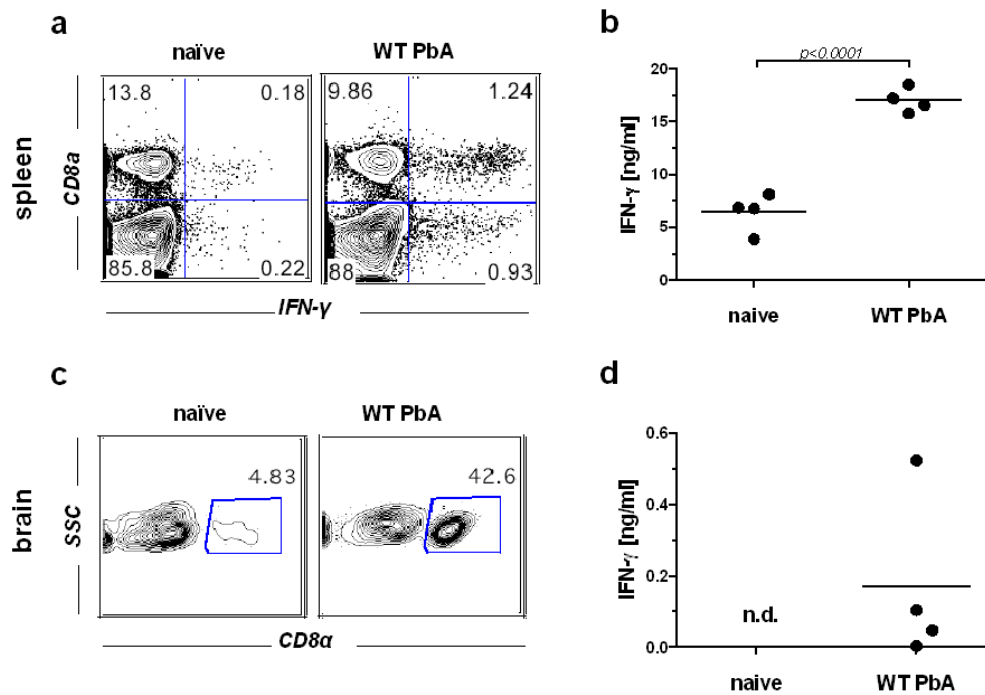 a
naïve
WT PbA
13.8
0.18
9.86
1.24
85.8
0.22
88
0.93
spleen
CD8a
IFN-γ
b
p<0.0001
20
15
10
5
0
IFN-γ [ng/ml]
naive
WT PbA
c
naïve
WT PbA
4.83
42.6
brain
SSC
CD8α
d
0.6
0.4
0.2
0.0
IFN-γ [ng/ml]
n.d.
naive
WT PbA